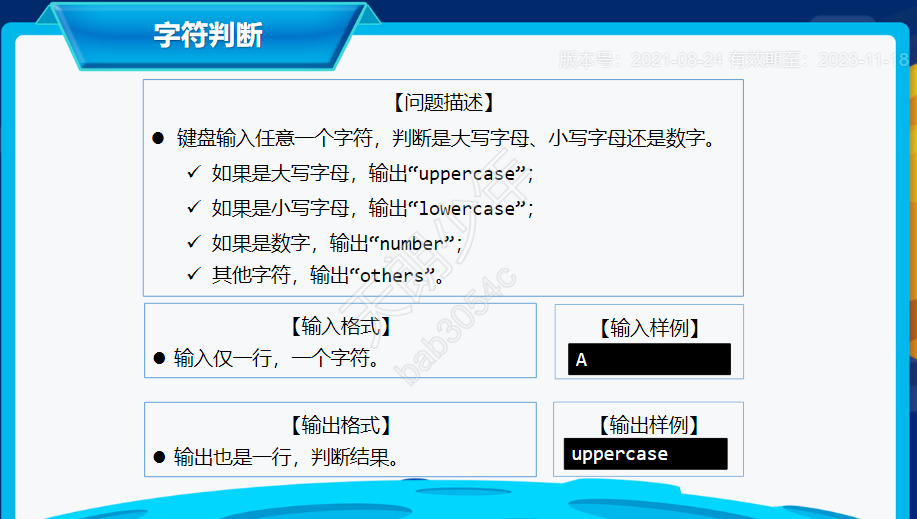 字符判断
版本号：2021-08-24 有效期至：2023-11-18
【问题描述】
● 键盘输入任意一个字符，判断是大写字母、小写字母还是数字。
✓ 如果是大写字母，输出“uppercase”；
✓ 如果是小写字母，输出“lowercase”；
✓ 如果是数字，输出“number”；
✓ 其他字符，输出“others”。
天朗少年
bab3054c
【输入格式】
● 输入仅一行，一个字符。
【输入样例】
A
【输出格式】
● 输出也是一行，判断结果。
【输出样例】
uppercase